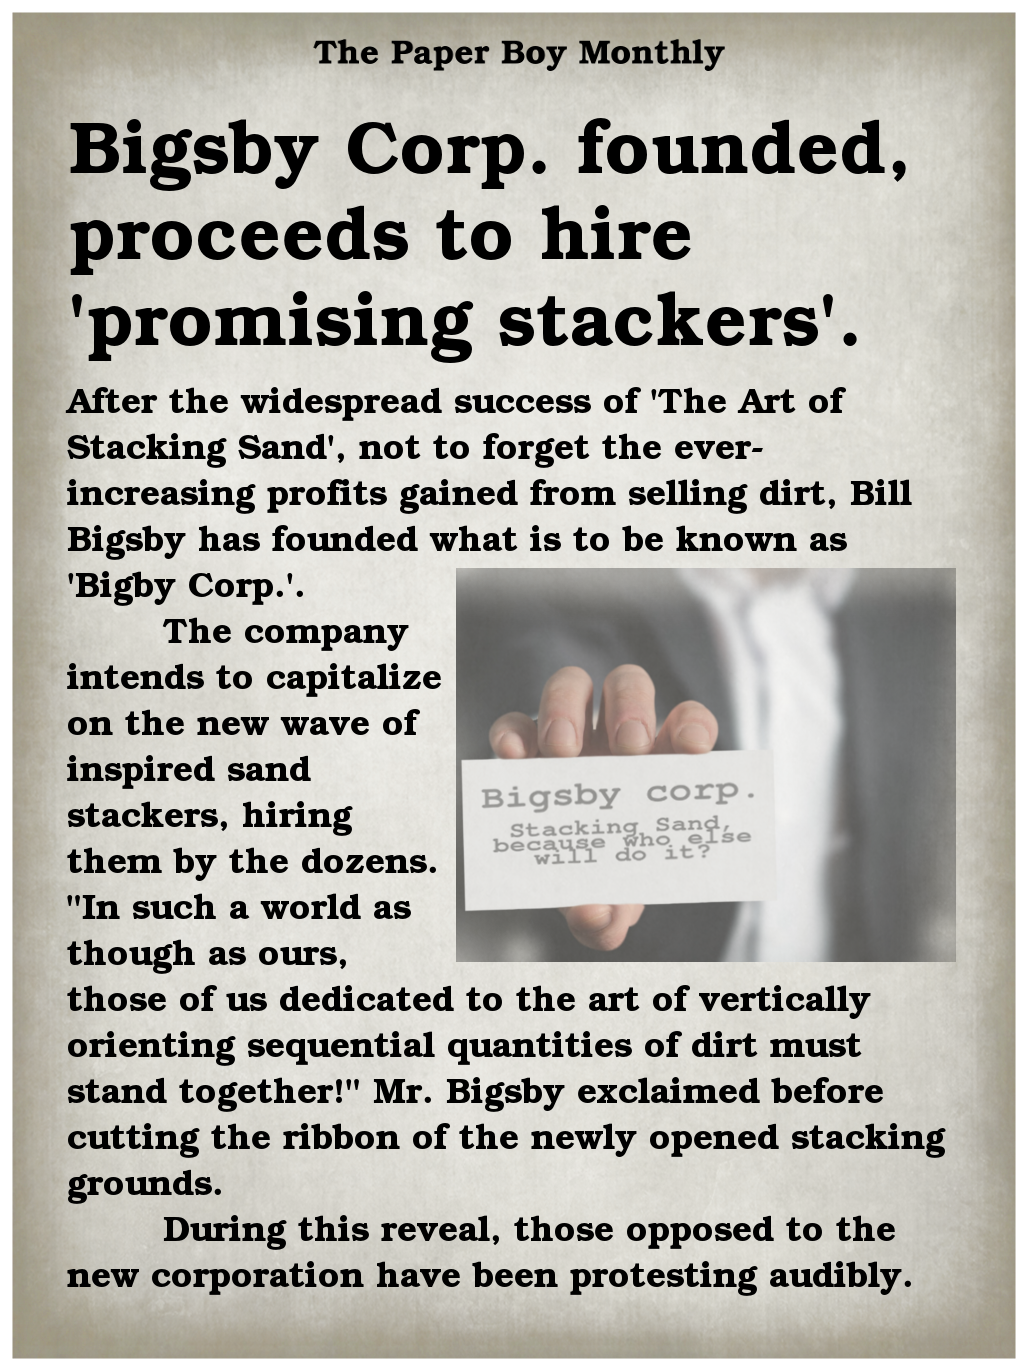 The Paper Boy Monthly
Bigsby Corp. founded,
proceeds to hire
'promising stackers'.
After the widespread success of 'The Art of
Stacking Sand', not to forget the ever-
increasing profits gained from selling dirt, Bill
Bigsby has founded what is to be known as
'Bigby Corp.'.
The company
intends to capitalize
on the new wave of
inspired sand
stackers, hiring
them by the dozens.
"In such a world as
though as ours,
those of us dedicated to the art of vertically
orienting sequential quantities of dirt must
stand together!" Mr. Bigsby exclaimed before
cutting the ribbon of the newly opened stacking
grounds.
During this reveal, those opposed to the
new corporation have been protesting audibly.
Bigsby corp.
Stacking Sand,
because who else
will do it?